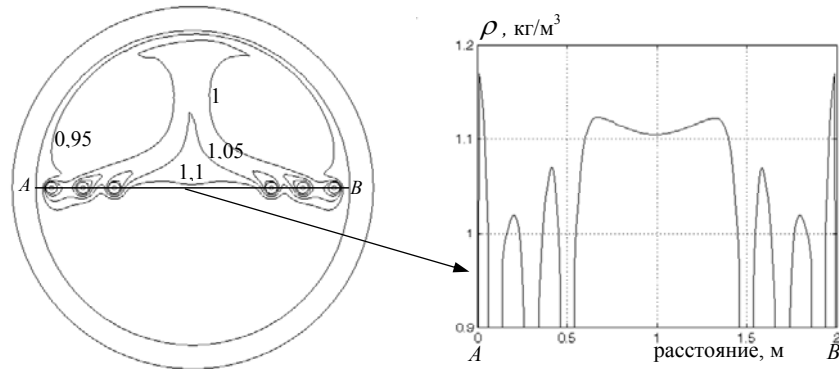 1
0,95
1,05
1,1
A
B
ρ , кг/м³
1.2
1.1
1
0.9
0
0.5
1
1.5
2
A
расстояние, м
B